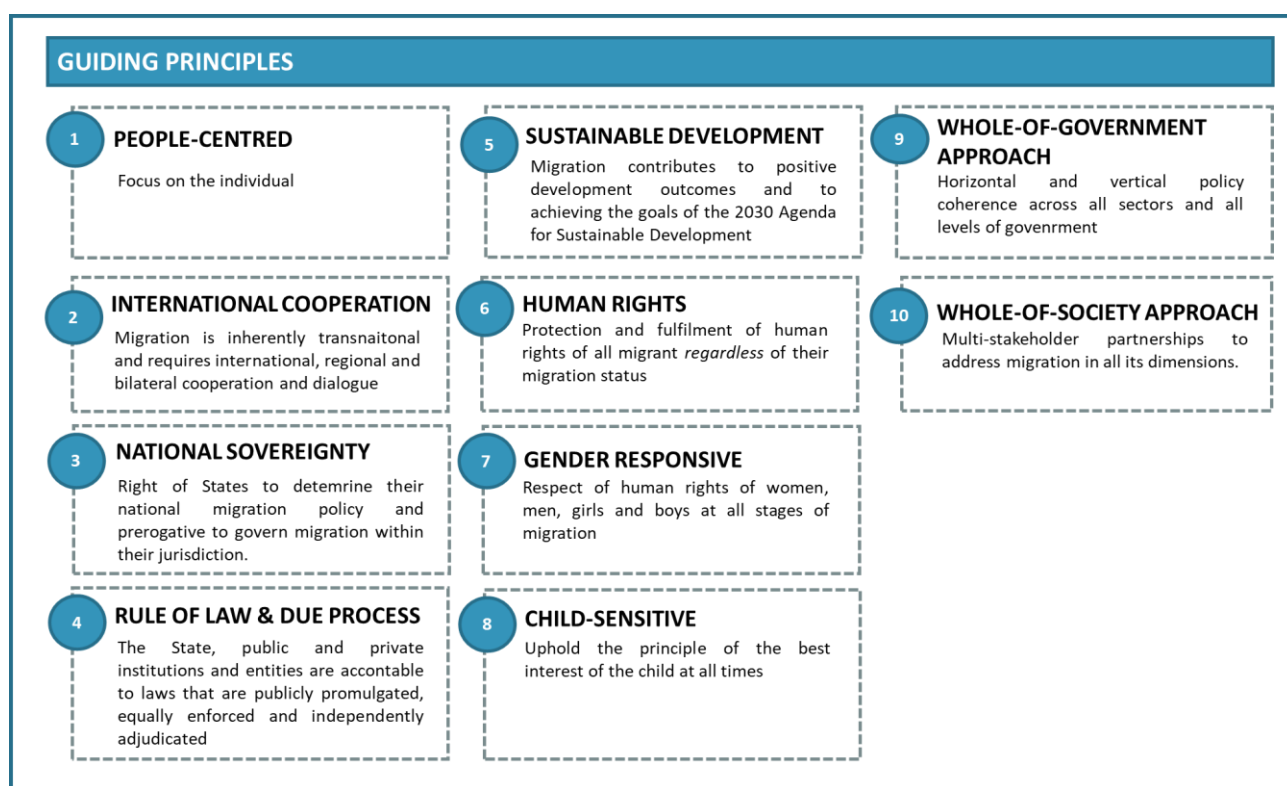 GUIDING PRINCIPLES
1
PEOPLE-CENTRED
Focus on the individual
2
INTERNATIONAL COOPERATION
Migration is inherently transnaitonal
and requires international, regional and
bilateral cooperation and dialogue
3
NATIONAL SOVEREIGNTY
Right of States to detemrine their
national migration policy and
prerogative to govern migration within
their jurisdiction.
4
RULE OF LAW & DUE PROCESS
The State, public and private
institutions and entities are accontable
to laws that are publicly promulgated,
equally enforced and independently
adjudicated
5
SUSTAINABLE DEVELOPMENT
Migration contributes to positive
development outcomes and to
achieving the goals of the 2030 Agenda
for Sustainable Development
6
HUMAN RIGHTS
Protection and fulfilment of human
rights of all migrant regardless of their
migration status
7
GENDER RESPONSIVE
Respect of human rights of women,
men, girls and boys at all stages of
migration
8
CHILD-SENSITIVE
Uphold the principle of the best
interest of the child at all times
9
WHOLE-OF-GOVERNMENT
APPROACH
Horizontal and vertical policy
coherence across all sectors and all
levels of govenrment
10
WHOLE-OF-SOCIETY APPROACH
Multi-stakeholder partnerships to
address migration in all its dimensions.